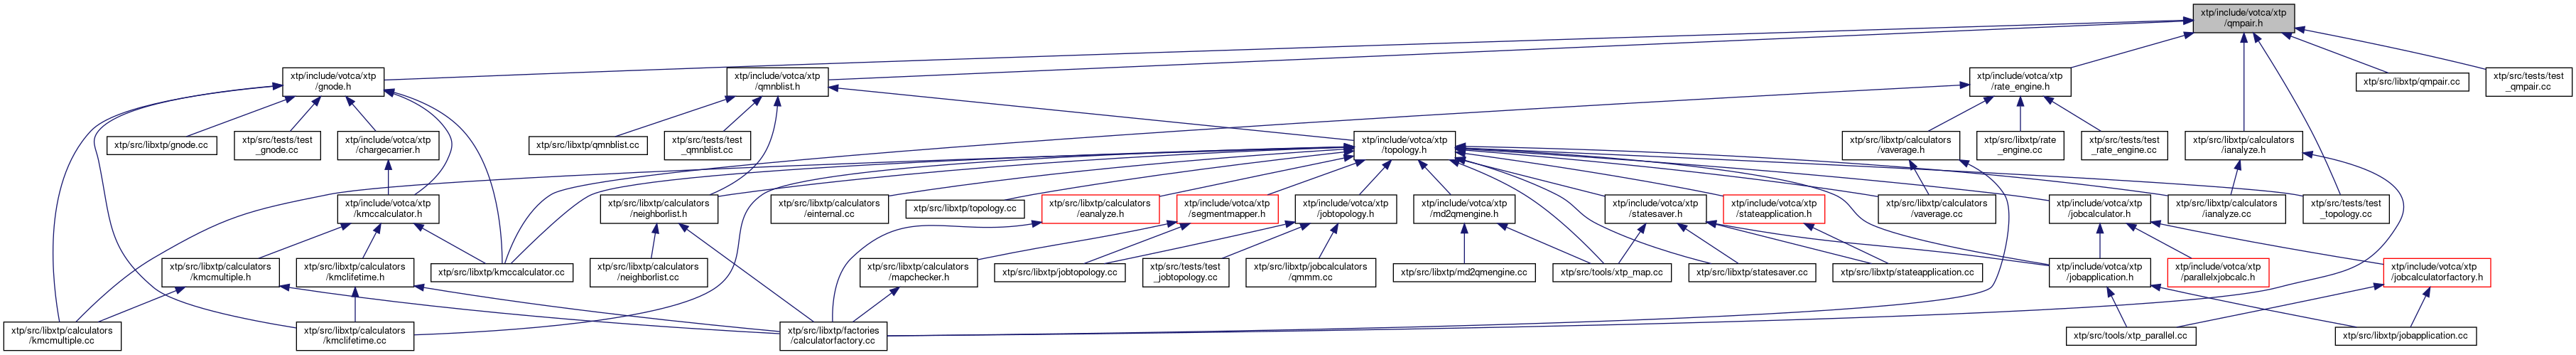 xtp/include/votca/xtp
/qmpair.h
xtp/include/votca/xtp
/gnode.h
xtp/include/votca/xtp
/qmnblist.h
xtp/include/votca/xtp
/rate_engine.h
xtp/src/libxtp/qmpair.cc
xtp/src/tests/test
_qmpair.cc
xtp/src/libxtp/gnode.cc
xtp/src/tests/test
_gnode.cc
xtp/include/votca/xtp
/chargecarrier.h
xtp/src/libxtp/qmnblist.cc
xtp/src/tests/test
_qmnblist.cc
xtp/include/votca/xtp
/topology.h
xtp/src/libxtp/calculators
/vaverage.h
xtp/src/libxtp/rate
_engine.cc
xtp/src/tests/test
_rate_engine.cc
xtp/src/libxtp/calculators
/ianalyze.h
xtp/include/votca/xtp
/kmccalculator.h
xtp/src/libxtp/calculators
/neighborlist.h
xtp/src/libxtp/calculators
/einternal.cc
xtp/src/libxtp/topology.cc
xtp/src/libxtp/calculators
/eanalyze.h
xtp/include/votca/xtp
/segmentmapper.h
xtp/include/votca/xtp
/jobtopology.h
xtp/include/votca/xtp
/md2qmengine.h
xtp/include/votca/xtp
/statesaver.h
xtp/include/votca/xtp
/stateapplication.h
xtp/src/libxtp/calculators
/vaverage.cc
xtp/include/votca/xtp
/jobcalculator.h
xtp/src/libxtp/calculators
/ianalyze.cc
xtp/src/tests/test
_topology.cc
xtp/src/libxtp/calculators
/kmcmultiple.h
xtp/src/libxtp/calculators
/kmclifetime.h
xtp/src/libxtp/kmccalculator.cc
xtp/src/libxtp/calculators
/neighborlist.cc
xtp/src/libxtp/calculators
/mapchecker.h
xtp/src/libxtp/jobtopology.cc
xtp/src/tests/test
_jobtopology.cc
xtp/src/libxtp/jobcalculators
/qmmm.cc
xtp/src/libxtp/md2qmengine.cc
xtp/src/tools/xtp_map.cc
xtp/src/libxtp/statesaver.cc
xtp/src/libxtp/stateapplication.cc
xtp/include/votca/xtp
/jobapplication.h
xtp/include/votca/xtp
/parallelxjobcalc.h
xtp/include/votca/xtp
/jobcalculatorfactory.h
xtp/src/libxtp/calculators
/kmcmultiple.cc
xtp/src/libxtp/calculators
/kmclifetime.cc
xtp/src/libxtp/factories
/calculatorfactory.cc
xtp/src/tools/xtp_parallel.cc
xtp/src/libxtp/jobapplication.cc